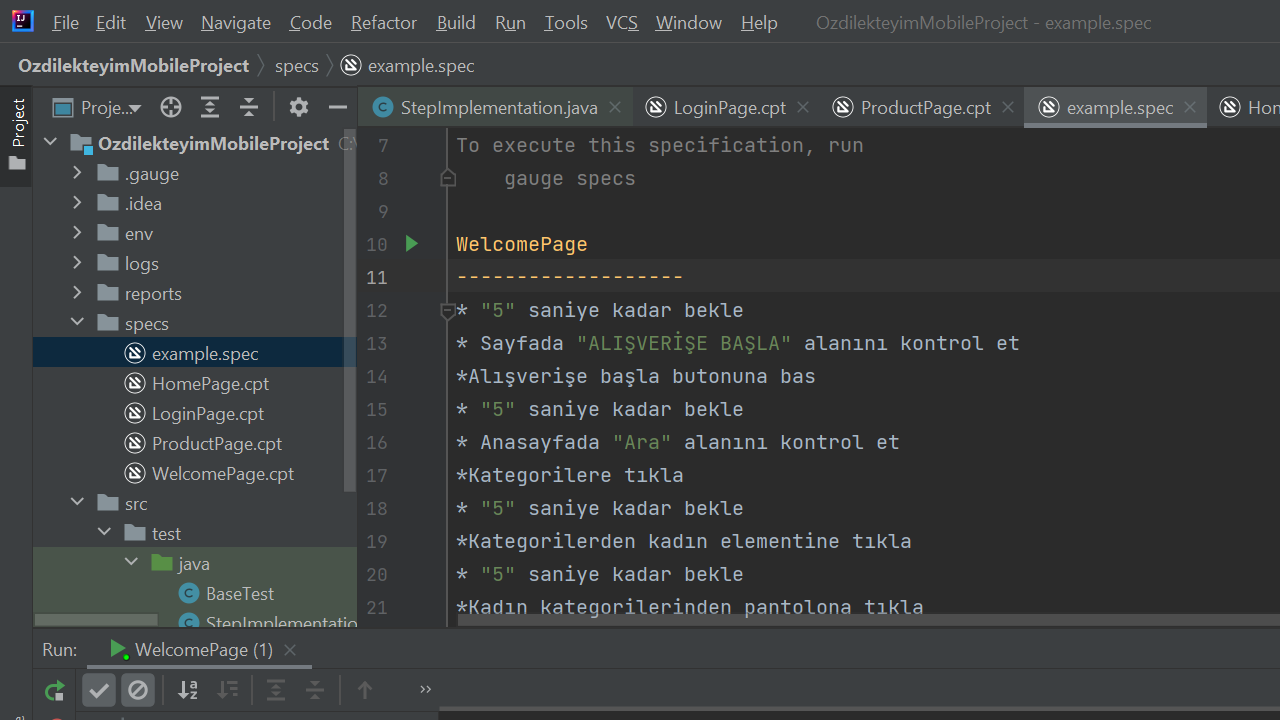 File Edit View Navigate Code Refactor Build Run Tools VCS Window Help OzdilekteyimMobileProject - example.spec
OzdilekteyimMobileProject specs example.spec
Project
Proje...
StepImplementation.java LoginPage.cpt ProductPage.cpt example.spec
OzdilekteyimMobileProject
.gauge
.idea
env
logs
reports
specs
example.spec
HomePage.cpt
LoginPage.cpt
ProductPage.cpt
WelcomePage.cpt
src
test
java
BaseTest
StepImplementatio
7 To execute this specification, run
8 gauge specs
9
10 WelcomePage
11 -------------------
12 * "5" saniye kadar bekle
13 * Sayfada "ALIŞVERİŞE BAŞLA" alanını kontrol et
14 *Alışverişe başla butonuna bas
15 * "5" saniye kadar bekle
16 * Anasayfada "Ara" alanını kontrol et
17 *Kategorilere tıkla
18 * "5" saniye kadar bekle
19 *Kategorilerden kadın elementine tıkla
20 * "5" saniye kadar bekle
21 *Kadın kategorilerinden pantolona tıkla
Run: WelcomePage (1)